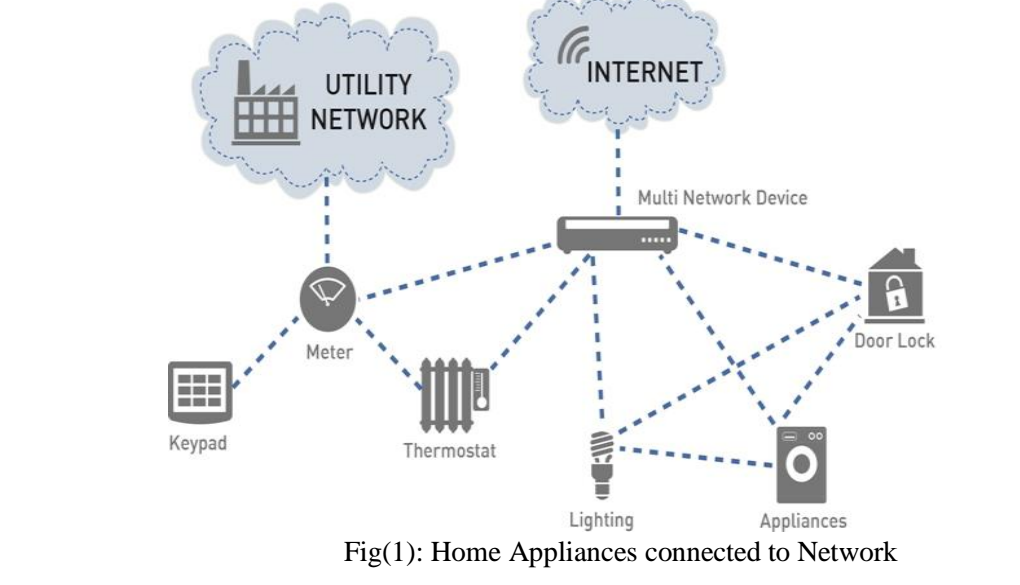 UTILITY
NETWORK
INTERNET
Multi Network Device
Meter
Door Lock
Keypad
Thermostat
Lighting
Appliances
Fig(1): Home Appliances connected to Network